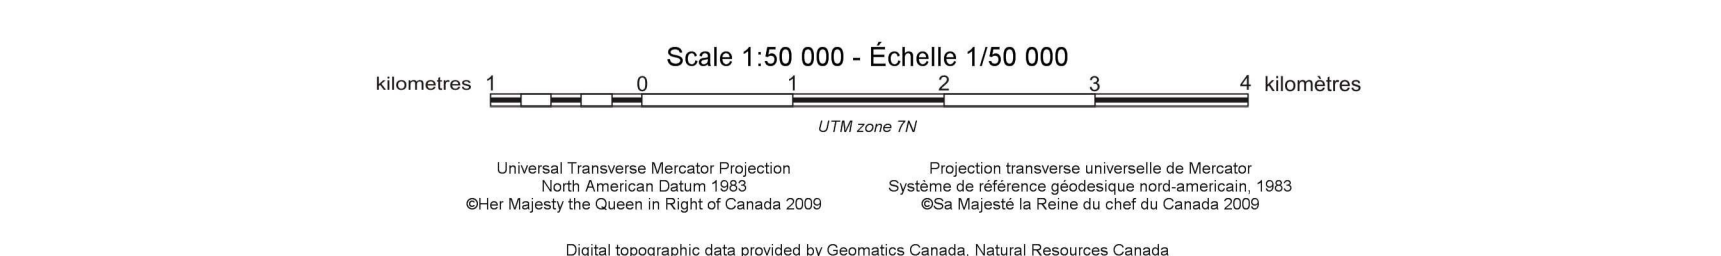 Scale 1:50 000 - Échelle 1/50 000
kilometres 1 0 1 2 3 4 kilomètres
UTM zone 7N
Universal Transverse Mercator Projection
North American Datum 1983
©Her Majesty the Queen in Right of Canada 2009
Projection transverse universelle de Mercator
Système de référence géodesique nord-americain, 1983
©Sa Majesté la Reine du chef du Canada 2009
Digital topographic data provided by Geomatics Canada, Natural Resources Canada